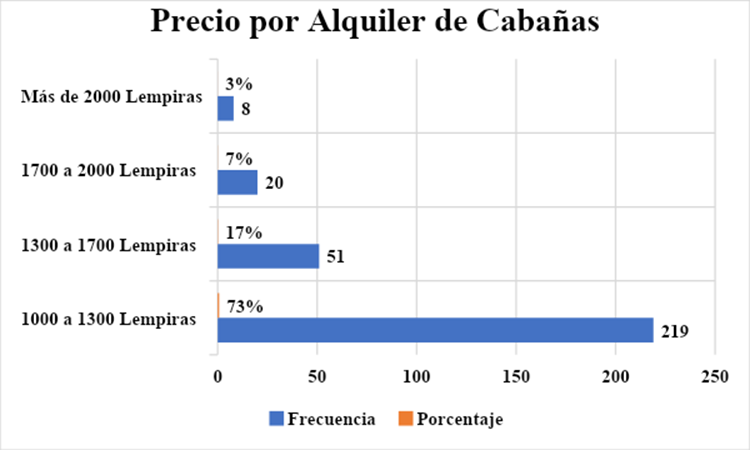 Precio por Alquiler de Cabañas
Más de 2000 Lempiras
3%
8
1700 a 2000 Lempiras
7%
20
1300 a 1700 Lempiras
17%
51
1000 a 1300 Lempiras
73%
219
0 50 100 150 200 250
Frecuencia Porcentaje